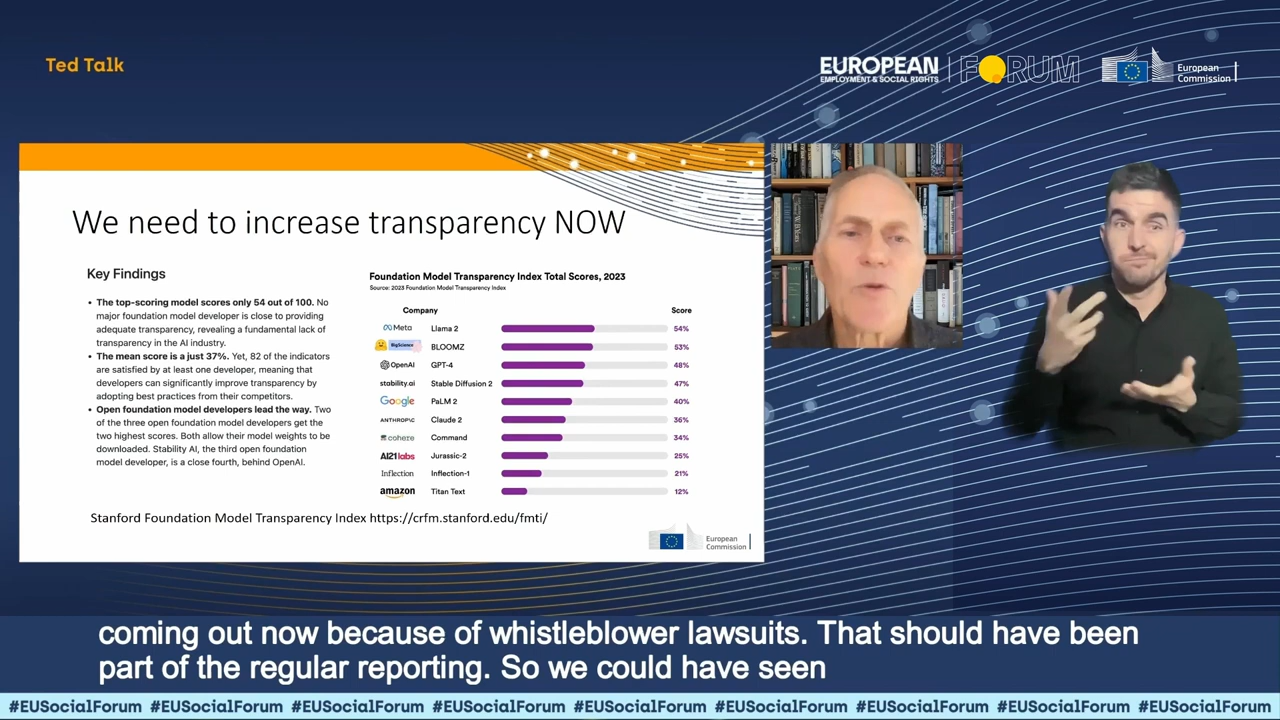 Ted Talk
EUROPEAN
EMPLOYMENT & SOCIAL RIGHTS
FORUM
European
Commission
We need to increase transparency NOW
Key Findings
• The top-scoring model scores only 54 out of 100. No
major foundation model developer is close to providing
adequate transparency, revealing a fundamental lack of
transparency in the AI industry.
• The mean score is a just 37%. Yet, 82 of the indicators
are satisfied by at least one developer, meaning that
developers can significantly improve transparency by
adopting best practices from their competitors.
• Open foundation model developers lead the way. Two
of the three open foundation model developers get the
two highest scores. Both allow their model weights to be
downloaded. Stability AI, the third open foundation
model developer, is a close fourth, behind OpenAI.
Foundation Model Transparency Index Total Scores, 2023
Source: 2023 Foundation Model Transparency Index
Company Score
Meta Llama 2 54%
BigScience BLOOMZ 53%
OpenAI GPT-4 48%
stability.ai Stable Diffusion 2 47%
Google PaLM 2 40%
ANTHROPIC Claude 2 36%
cohere Command 34%
AI21labs Jurassic-2 25%
Inflection Inflection-1 21%
amazon Titan Text 12%
Stanford Foundation Model Transparency Index https://crfm.stanford.edu/fmti/
European
Commission
coming out now because of whistleblower lawsuits. That should have been
part of the regular reporting. So we could have seen
#EUSocialForum #EUSocialForum #EUSocialForum #EUSocialForum #EUSocialForum #EUSocialForum #EUSocialForum #EUSocialForum #EUSocialForum